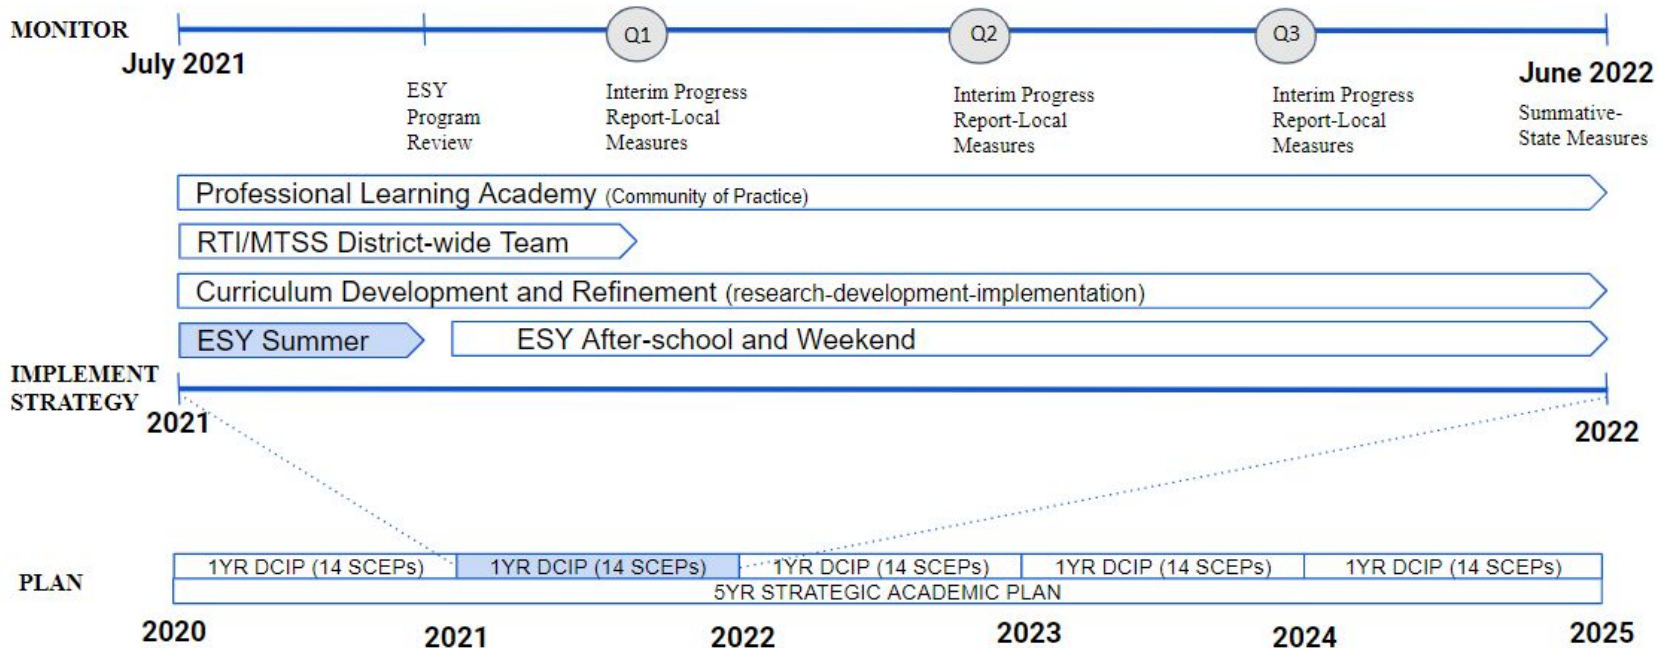 MONITOR
Q1
Q2
Q3
July 2021
June 2022
ESY
Program
Review
Interim Progress
Report-Local
Measures
Interim Progress
Report-Local
Measures
Interim Progress
Report-Local
Measures
Summative-
State Measures
Professional Learning Academy (Community of Practice)
RTI/MTSS District-wide Team
Curriculum Development and Refinement (research-development-implementation)
ESY Summer
ESY After-school and Weekend
IMPLEMENT
STRATEGY
2021
2022
PLAN
1YR DCIP (14 SCEPs)
1YR DCIP (14 SCEPs)
1YR DCIP (14 SCEPs)
1YR DCIP (14 SCEPs)
1YR DCIP (14 SCEPs)
5YR STRATEGIC ACADEMIC PLAN
2020
2021
2022
2023
2024
2025